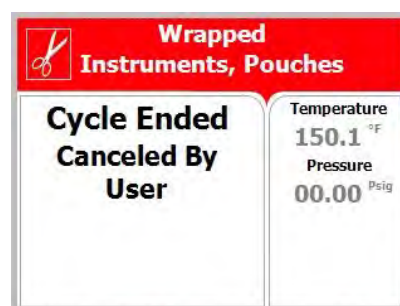 Wrapped
Instruments, Pouches
Cycle Ended
Canceled By
User
Temperature
150.1 °F
Pressure
00.00 Psig